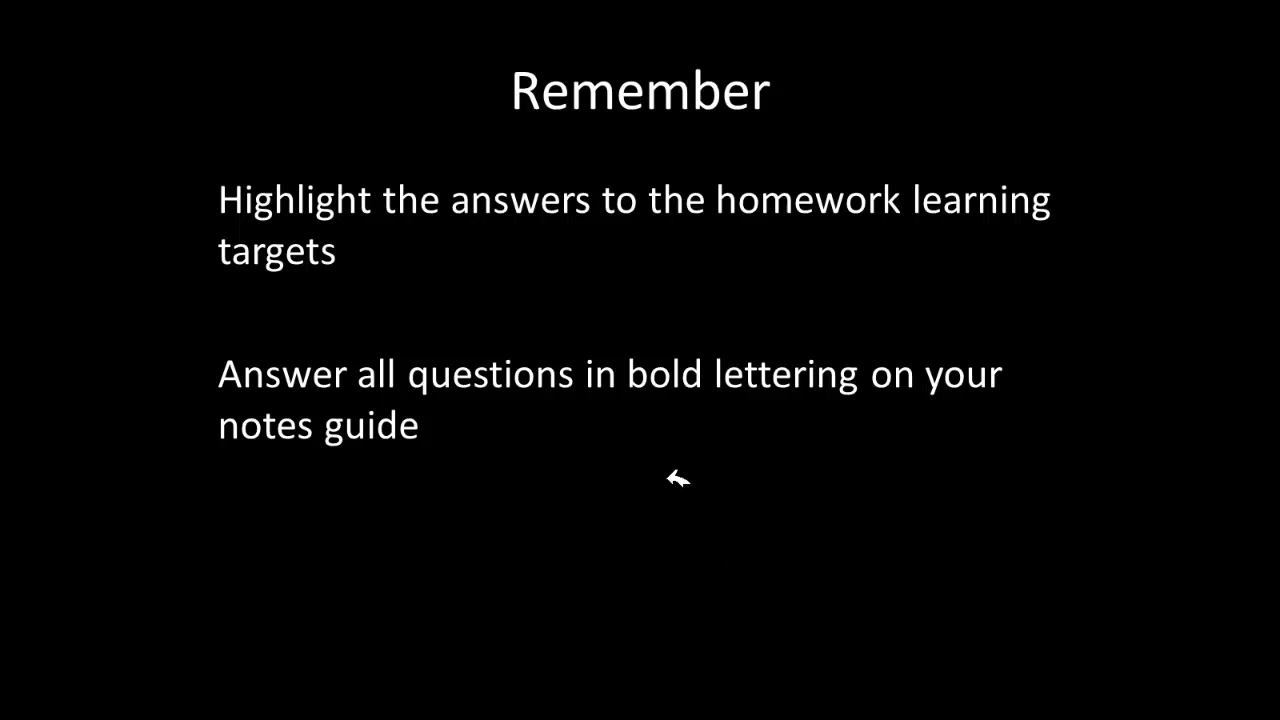 Remember
Highlight the answers to the homework learning
targets
Answer all questions in bold lettering on your
notes guide